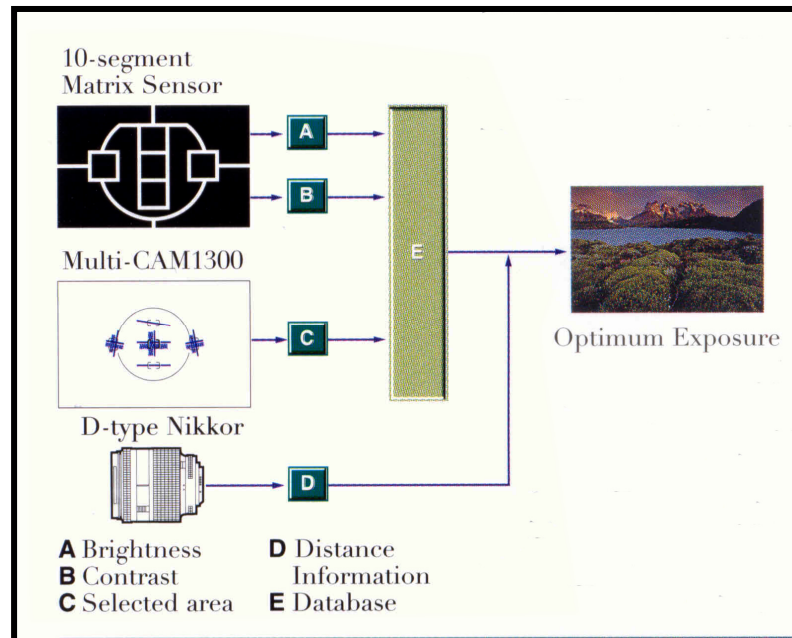 10-segment
Matrix Sensor
A
B
E
Multi-CAM1300
C
Optimum Exposure
D-type Nikkor
D
A Brightness
B Contrast
C Selected area
D Distance
Information
E Database